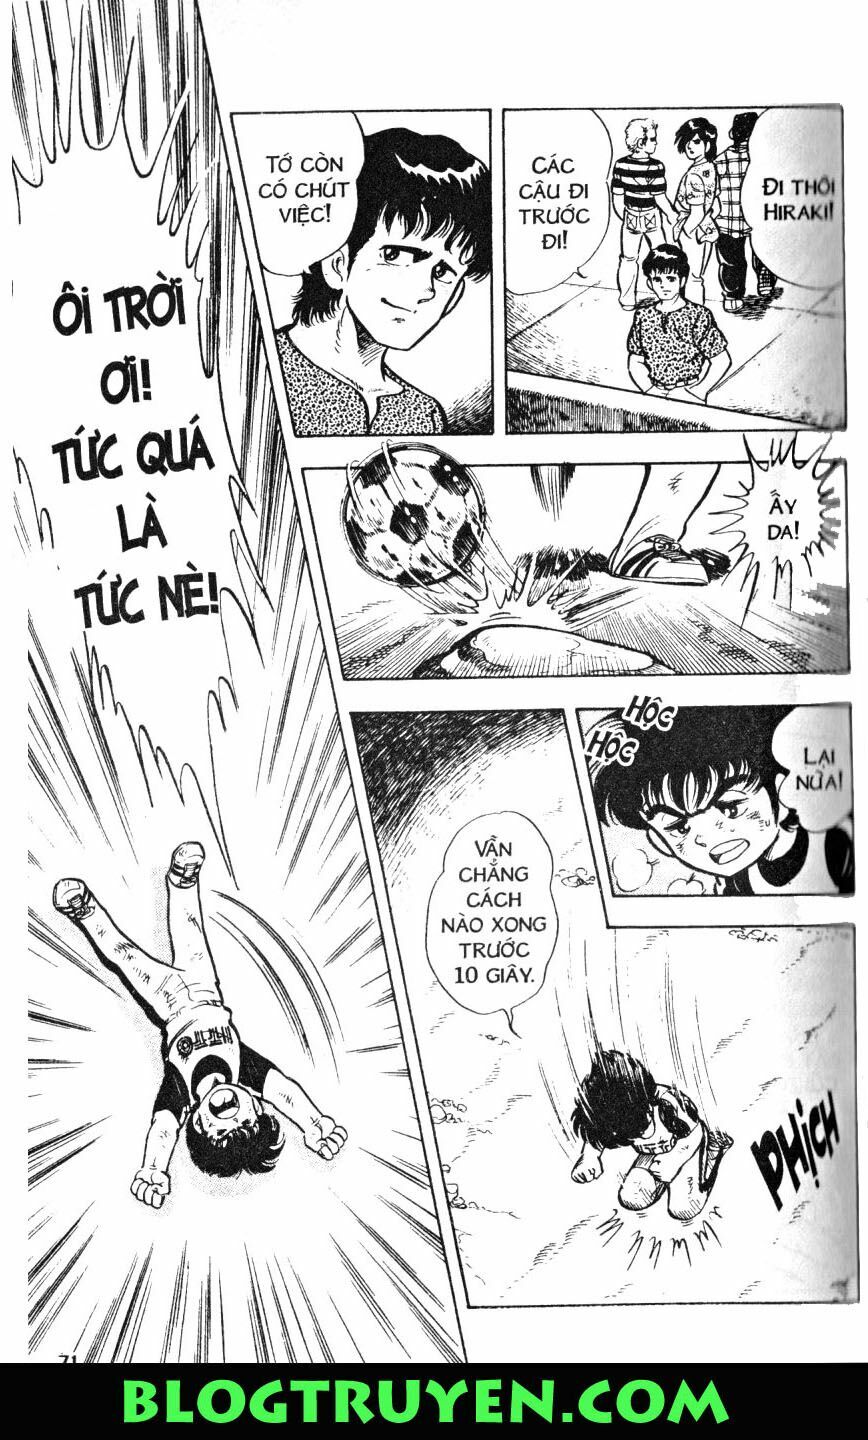 ĐI THÔI
HIRAKI!
CÁC
CẬU ĐI
TRƯỚC
ĐI!
TỚ CÒN
CÓ CHÚT
VIỆC!
ẤY
DA!
LẠI
NỬA!
HỘC
HỘC
VẪN
CHẲNG
CÁCH
NÀO XONG
TRƯỚC
10 GIÂY.
PHỊCH
ÔI TRỜI
ƠI!
TỨC QUÁ
LÀ
TỨC NÈ!
71
BLOGTRUYEN.COM